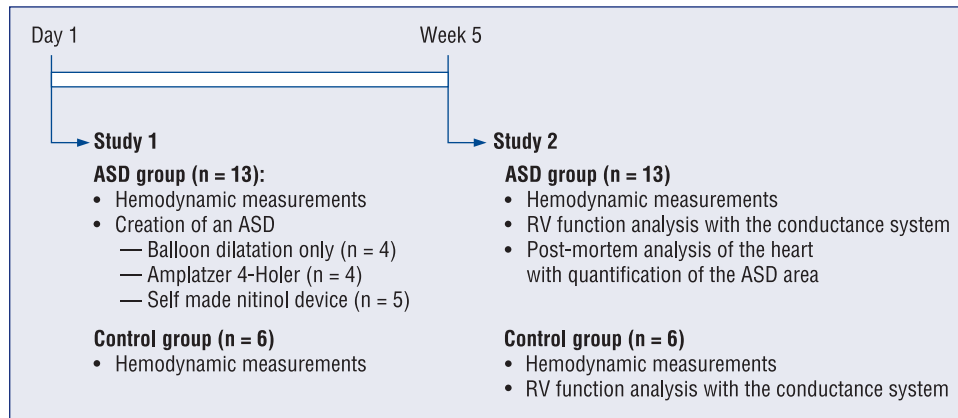 Day 1
Week 5
Study 1
ASD group (n = 13):
• Hemodynamic measurements
• Creation of an ASD
— Balloon dilatation only (n = 4)
— Amplatzer 4-Holer (n = 4)
— Self made nitinol device (n = 5)
Control group (n = 6)
• Hemodynamic measurements
Study 2
ASD group (n = 13)
• Hemodynamic measurements
• RV function analysis with the conductance system
• Post-mortem analysis of the heart
with quantification of the ASD area
Control group (n = 6)
• Hemodynamic measurements
• RV function analysis with the conductance system